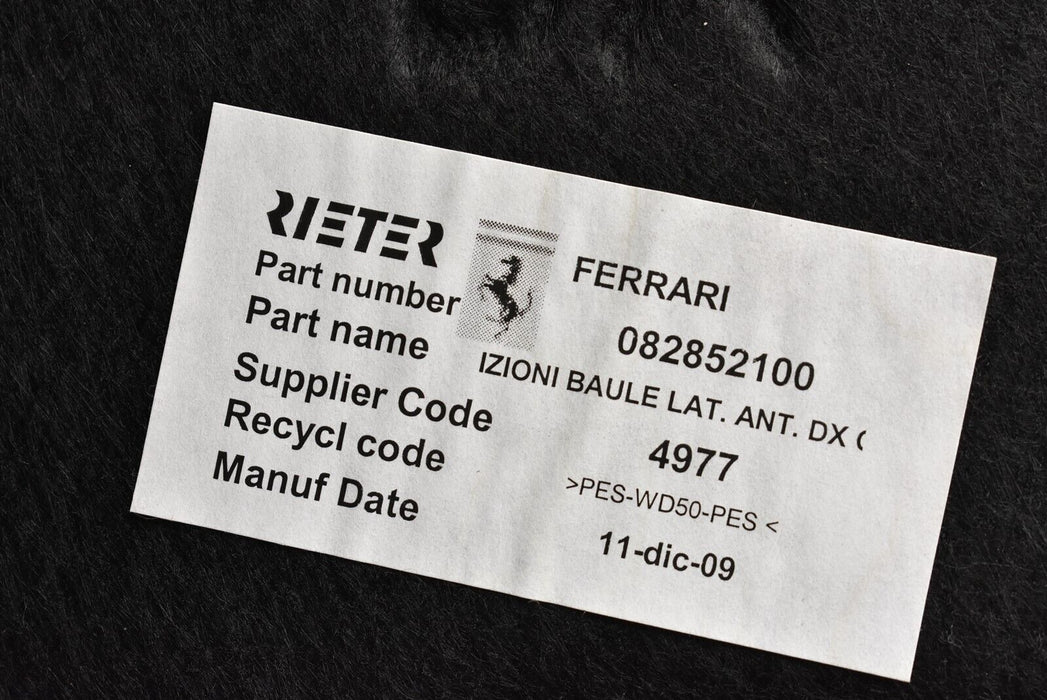 RIETER
FERRARI
Part number 082852100
Part name IZIONI BAULE LAT. ANT. DX
Supplier Code 4977
Recycl code >PES-WD50-PES <
Manuf Date 11-dic-09